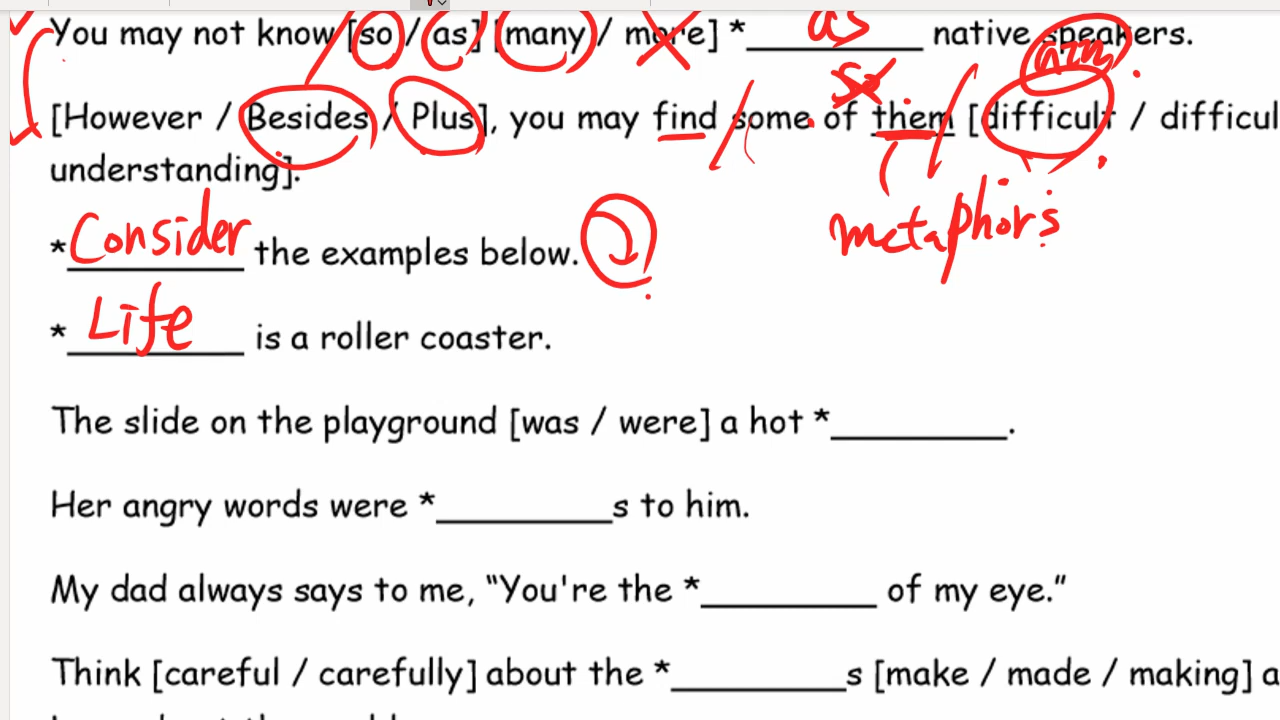 You may not know [so / as] [many / more] * as native speakers.
so
[However / Besides / Plus], you may find some of them [difficult / difficul
understanding].
metaphors
*Consider the examples below.
*Life is a roller coaster.
The slide on the playground [was / were] a hot *__________.
Her angry words were *__________s to him.
My dad always says to me, “You're the *__________ of my eye.”
Think [careful / carefully] about the *__________s [make / made / making] a